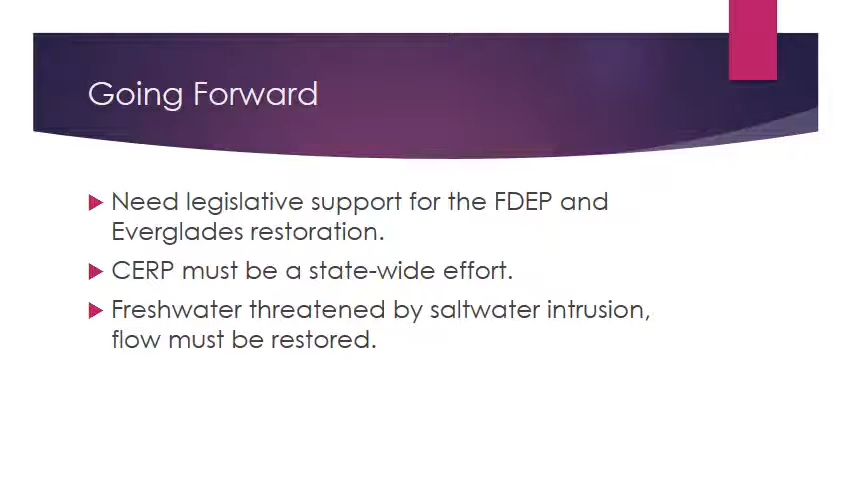 Going Forward
Need legislative support for the FDEP and
Everglades restoration.
CERP must be a state-wide effort.
Freshwater threatened by saltwater intrusion,
flow must be restored.